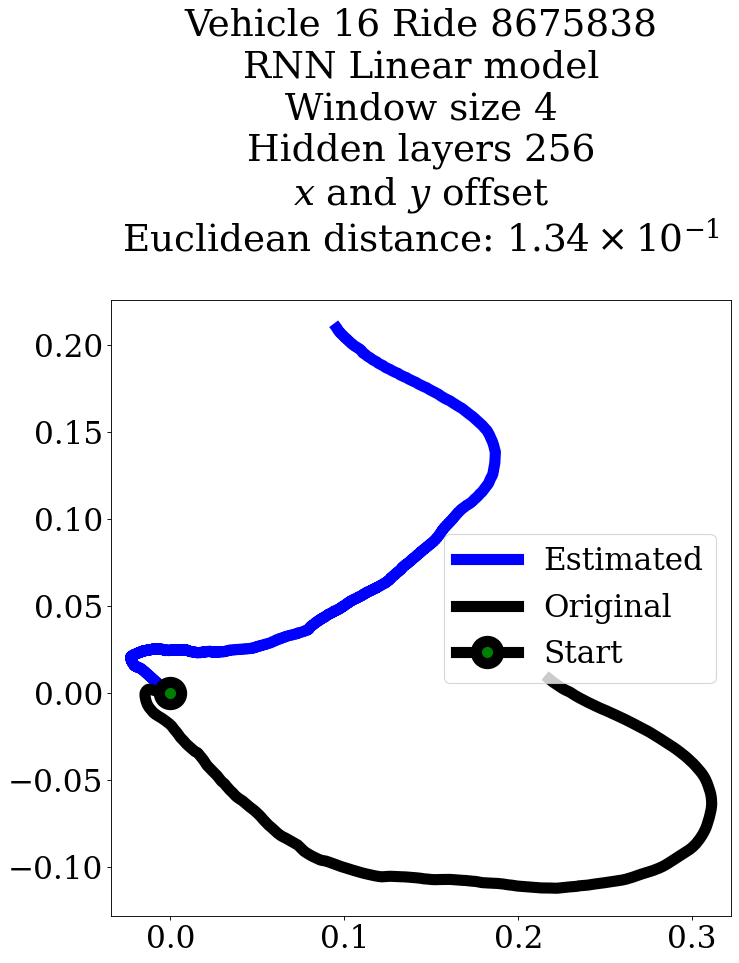 Vehicle 16 Ride 8675838
RNN Linear model
Window size 4
Hidden layers 256
x and y offset
Euclidean distance: 1.34 × 10⁻¹
0.20
0.15
0.10
0.05
0.00
−0.05
−0.10
Estimated
Original
Start
0.0 0.1 0.2 0.3